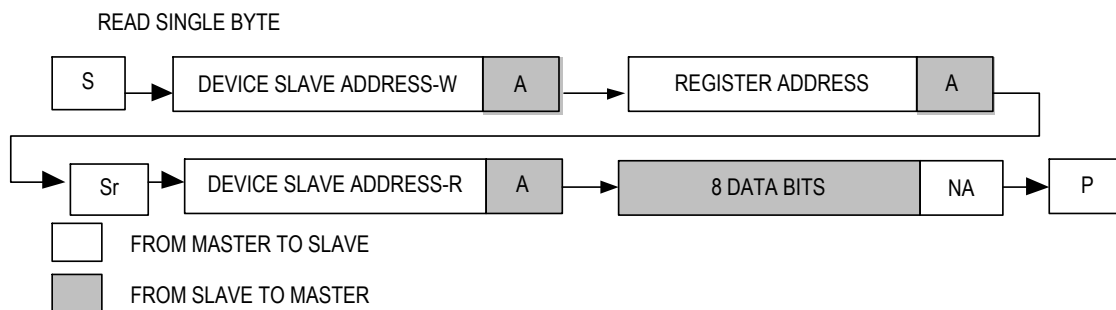 READ SINGLE BYTE
S DEVICE SLAVE ADDRESS-W A REGISTER ADDRESS A
Sr DEVICE SLAVE ADDRESS-R A 8 DATA BITS NA P
FROM MASTER TO SLAVE
FROM SLAVE TO MASTER